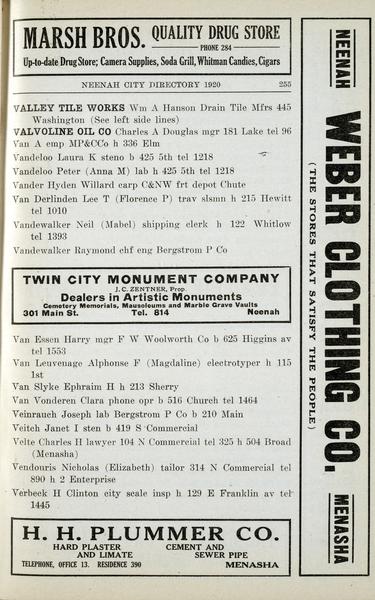 MARSH BROS. QUALITY DRUG STORE
PHONE 284
Up-to-date Drug Store; Camera Supplies, Soda Grill, Whitman Candies, Cigars
NEENAH CITY DIRECTORY 1920 255
VALLEY TILE WORKS Wm A Hanson Drain Tile Mfrs 445
Washington (See left side lines)
VALVOLINE OIL CO Charles A Douglas mgr 181 Lake tel 96
Van A emp MP&CCo h 336 Elm
Vandeloo Laura K steno b 425 5th tel 1218
Vandeloo Peter (Anna M) lab h 425 5th tel 1218
Vander Hyden Willard carp C&NW frt depot Chute
Van Derlinden Lee T (Florence P) trav slsmn h 215 Hewitt
tel 1010
Vandewalker Neil (Mabel) shipping clerk h 122 Whitlow
tel 1393
Vandewalker Raymond chf eng Bergstrom P Co
TWIN CITY MONUMENT COMPANY
J. C. ZENTNER, Prop.
Dealers in Artistic Monuments
Cemetery Memorials, Mausoleums and Marble Grave Vaults
301 Main St. Tel. 814 Neenah
Van Essen Harry mgr F W Woolworth Co b 625 Higgins av
tel 1553
Van Leuvenage Alphonse F (Magdaline) electrotyper h 115
1st
Van Slyke Ephraim H h 213 Sherry
Van Vonderen Clara phone opr b 516 Church tel 1464
Veinrauch Joseph lab Bergstrom P Co b 210 Main
Veitch Janet I sten b 419 S Commercial
Velte Charles H lawyer 104 N Commercial tel 325 h 504 Broad
(Menasha)
Vendouris Nicholas (Elizabeth) tailor 314 N Commercial tel
890 h 2 Enterprise
Verbeck H Clinton city scale insp h 129 E Franklin av tel
1445
H. H. PLUMMER CO.
HARD PLASTER CEMENT AND
AND LIMATE SEWER PIPE
TELEPHONE, OFFICE 13. RESIDENCE 390 MENASHA
NEENAH WEBER CLOTHING CO. MENASHA
(THE STORES THAT SATISFY THE PEOPLE)